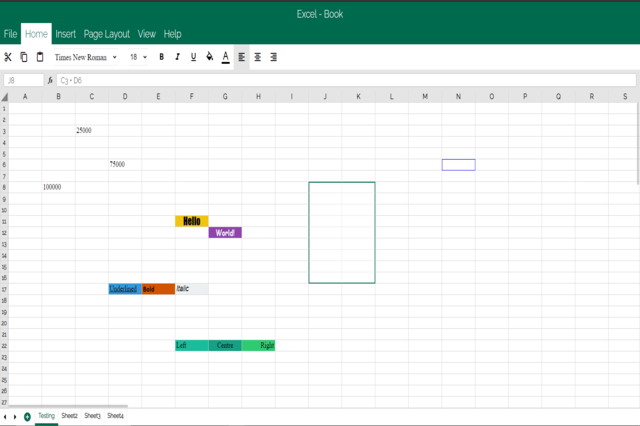 Excel - Book
File Home Insert Page Layout View Help
Times New Roman 18 B I U A
J8 fx C3 + D6
A B C D E F G H I J K L M N O P Q R S
1
2
3 25000
4
5
6 75000
7
8 100000
9
10
11 Hello
12 World!
13
14
15
16
17 Underlined Bold Italic
18
19
20
21
22 Left Centre Right
23
24
25
26
27
Testing Sheet2 Sheet3 Sheet4